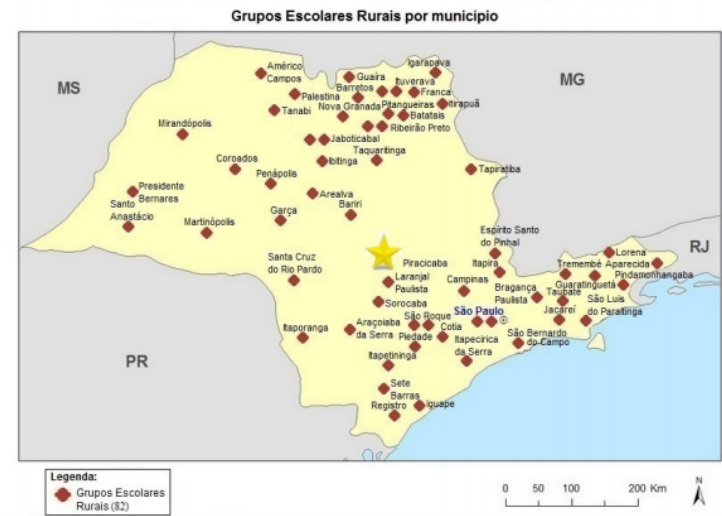 Grupos Escolares Rurais por município
MS
MG
PR
RJ
Américo
Campos
Guaíra
Igarapava
Barretos
Ituverava
Palestina
Franca
Nova Granada
Pitangueiras
Itirapuã
Tanabi
Batatais
Mirandópolis
Ribeirão Preto
Jaboticabal
Taquaritinga
Ibitinga
Coroados
Tapiratiba
Penápolis
Presidente
Bernares
Arealva
Santo
Anastácio
Bariri
Garça
Martinópolis
Espírito Santo
do Pinhal
Santa Cruz
do Rio Pardo
Piracicaba
Itapira
Lorena
Tremembé
Aparecida
Laranjal
Paulista
Campinas
Bragança
Paulista
Pindamonhangaba
Guaratinguetá
Taubaté
Sorocaba
São Paulo
Jacareí
São Luis
do Paraitinga
São Roque
Araçoiaba
da Serra
Cotia
Itaporanga
Piedade
Itapecirica
da Serra
São Bernardo
do Campo
Itapetininga
Sete
Barras
Registro
Iguape
Legenda:
Grupos Escolares
Rurais (82)
0 50 100 200 Km
N